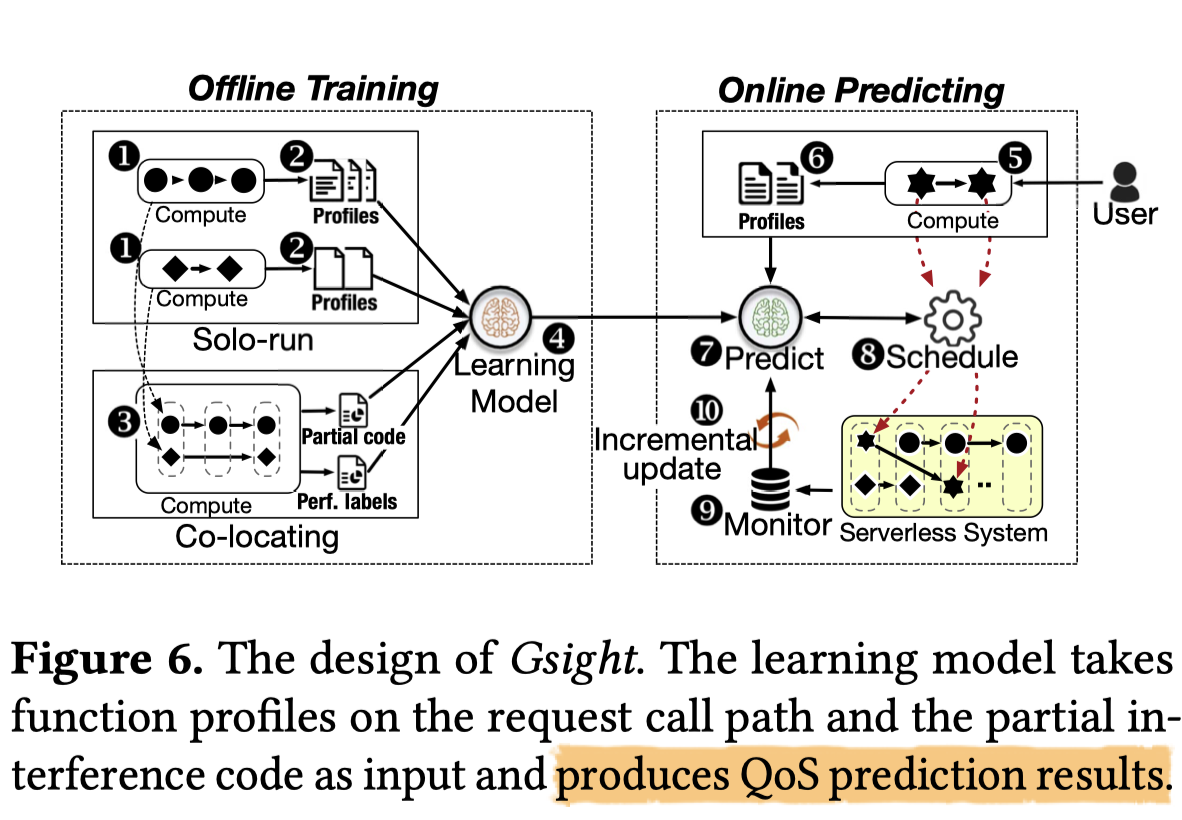 Offline Training
Online Predicting
❶
❷
Compute
Profiles
❶
❷
Compute
Profiles
Solo-run
❸
Partial code
Perf. labels
Compute
Co-locating
❹
Learning
Model
❻
❺
Profiles
Compute
User
❼ Predict
❽ Schedule
❿
Incremental
update
❾ Monitor
Serverless System
Figure 6. The design of Gsight. The learning model takes
function profiles on the request call path and the partial in-
terference code as input and produces QoS prediction results.